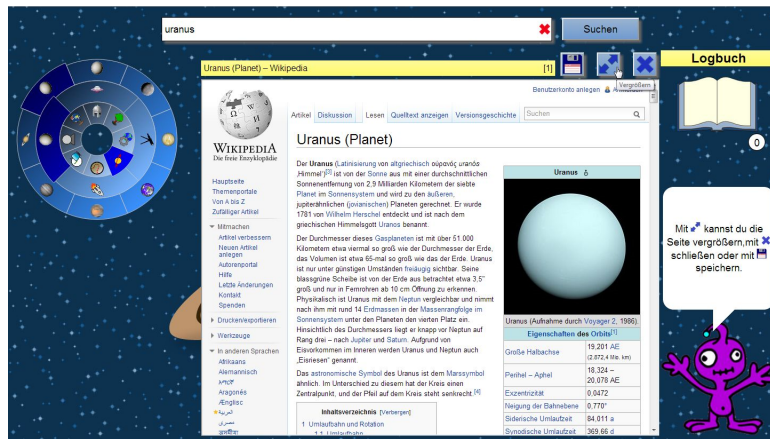 uranus
Suchen
Uranus (Planet) – Wikipedia
[1]
Vergrößern
Logbuch
0
Mit kannst du die
Seite vergrößern, mit
schließen oder mit
speichern.
Benutzerkonto anlegen
WIKIPEDIA
Die freie Enzyklopädie
Artikel Diskussion Lesen Quelltext anzeigen Versionsgeschichte Suchen
Hauptseite
Themenportale
Von A bis Z
Zufälliger Artikel
Mitmachen
Artikel verbessern
Neuen Artikel
anlegen
Autorenportal
Hilfe
Letzte Änderungen
Kontakt
Spenden
Drucken/exportieren
Werkzeuge
In anderen Sprachen
Afrikaans
Alemannisch
አማርኛ
Aragonés
Ænglisc
العربية
مصرى
অসমীয়া
Uranus (Planet)
Der Uranus (Latinisierung von altgriechisch οὐρανός uranós
„Himmel“)[3] ist von der Sonne aus mit einer durchschnittlichen
Sonnenentfernung von 2,9 Milliarden Kilometern der siebte
Planet im Sonnensystem und wird zu den äußeren,
jupiterähnlichen (jovianischen) Planeten gerechnet. Er wurde
1781 von Wilhelm Herschel entdeckt und ist nach dem
griechischen Himmelsgott Uranos benannt.
Der Durchmesser dieses Gasplaneten ist mit über 51.000
Kilometern etwa viermal so groß wie der Durchmesser der Erde,
das Volumen ist etwa 65-mal so groß wie das der Erde. Uranus
ist nur unter günstigen Umständen freiäugig sichtbar. Seine
blassgrüne Scheibe ist von der Erde aus betrachtet etwa 3,5"
groß und nur in Fernrohren ab 10 cm Öffnung zu erkennen.
Physikalisch ist Uranus mit dem Neptun vergleichbar und nimmt
nach ihm mit rund 14 Erdmassen in der Massenrangfolge im
Sonnensystem unter den Planeten den vierten Platz ein.
Hinsichtlich des Durchmessers liegt er knapp vor Neptun auf
Rang drei – nach Jupiter und Saturn. Aufgrund von
Eisvorkommen im Inneren werden Uranus und Neptun auch
„Eisriesen“ genannt.
Das astronomische Symbol des Uranus ist dem Marssymbol
ähnlich. Im Unterschied zu diesem hat der Kreis einen
Zentralpunkt, und der Pfeil auf dem Kreis steht senkrecht.[4]
Inhaltsverzeichnis [Verbergen]
1 Umlaufbahn und Rotation
1.1 Umlaufbahn
Uranus ⛢
Uranus (Aufnahme durch Voyager 2, 1986)
Eigenschaften des Orbits[1]
Große Halbachse 19,201 AE
(2.872,4 Mio. km)
Perihel – Aphel 18,324 –
20,078 AE
Exzentrizität 0,0472
Neigung der Bahnebene 0,770°
Siderische Umlaufzeit 84,011 a
Synodische Umlaufzeit 369,66 d